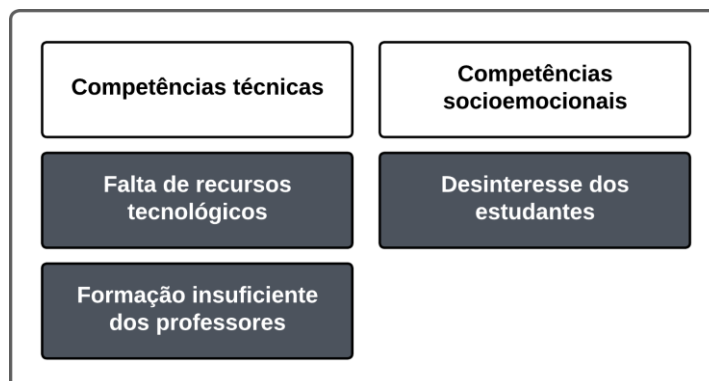 Competências técnicas
Competências
socioemocionais
Falta de recursos
tecnológicos
Desinteresse dos
estudantes
Formação insuficiente
dos professores